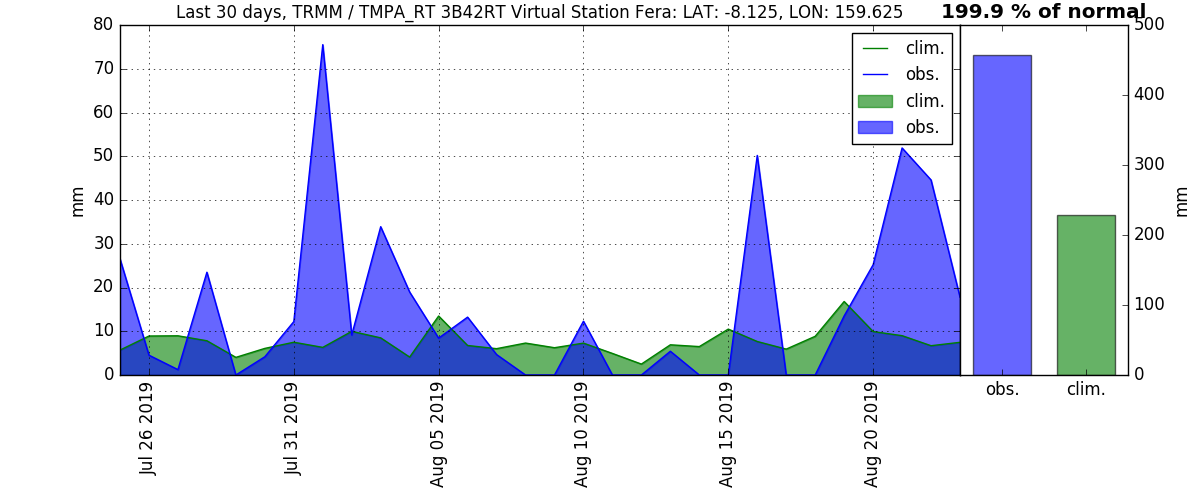 Last 30 days, TRMM / TMPA_RT 3B42RT Virtual Station Fera: LAT: -8.125, LON: 159.625
199.9 % of normal
80
70
60
50
40
30
20
10
0
mm
clim.
obs.
clim.
obs.
Jul 26 2019
Jul 31 2019
Aug 05 2019
Aug 10 2019
Aug 15 2019
Aug 20 2019
500
400
300
200
100
0
mm
obs.
clim.